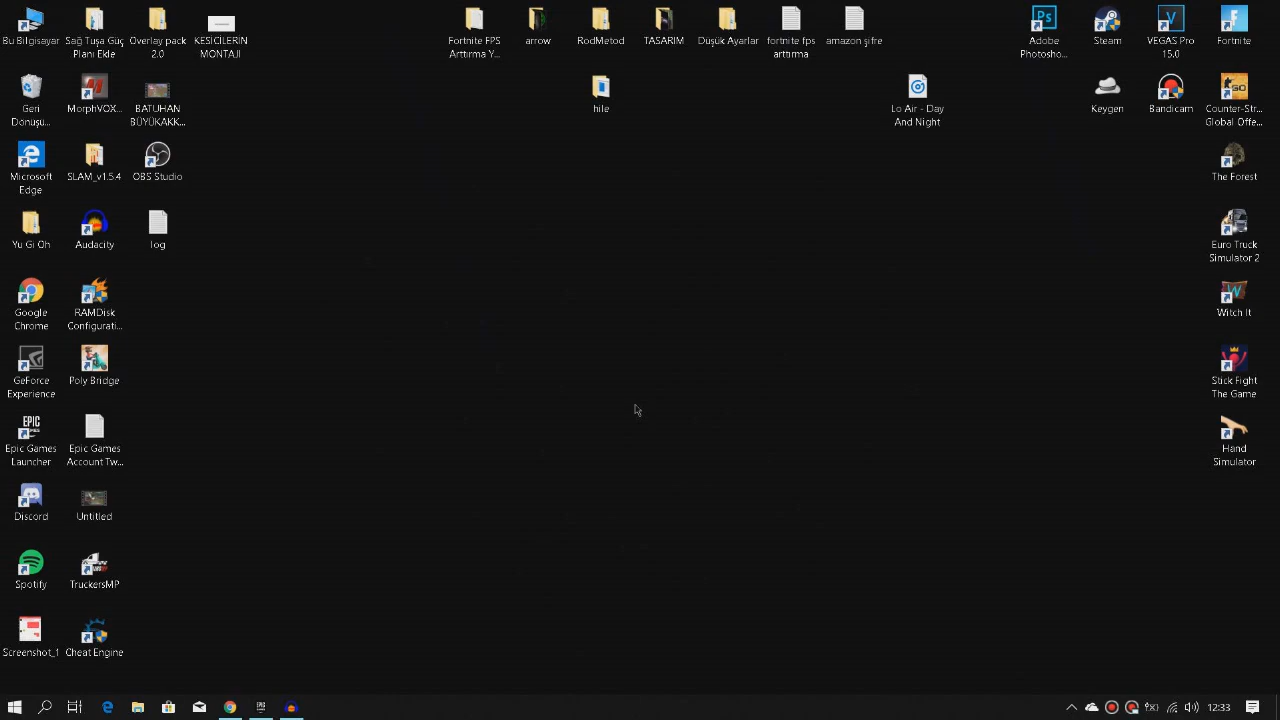 Bu Bilgisayar
Sağ Tuşa Güç
Planı Ekle
Overlay pack
2.0
KESİCİLERİN
MONTAJI
Fortnite FPS
Arttırma Y...
arrow
RodMetod
TASARIM
Düşük Ayarlar
fortnite fps
arttırma
amazon şifre
Ps
Adobe
Photosho...
Steam
VEGAS Pro
15.0
Fortnite
Geri
Dönüşü...
MorphVOX...
BATUHAN
BÜYÜKAKK...
hile
Lo Air - Day
And Night
Keygen
Bandicam
GO
Counter-Str...
Global Offe...
Microsoft
Edge
SLAM_v1.5.4
OBS Studio
The Forest
Yu Gi Oh
Audacity
log
Euro Truck
Simulator 2
Google
Chrome
RAMDisk
Configurati...
Witch It
GeForce
Experience
Poly Bridge
Stick Fight
The Game
EPIC
Epic Games
Launcher
Epic Games
Account Tw...
Hand
Simulator
Discord
Untitled
Spotify
TruckersMP
Screenshot_1
Cheat Engine
12:33